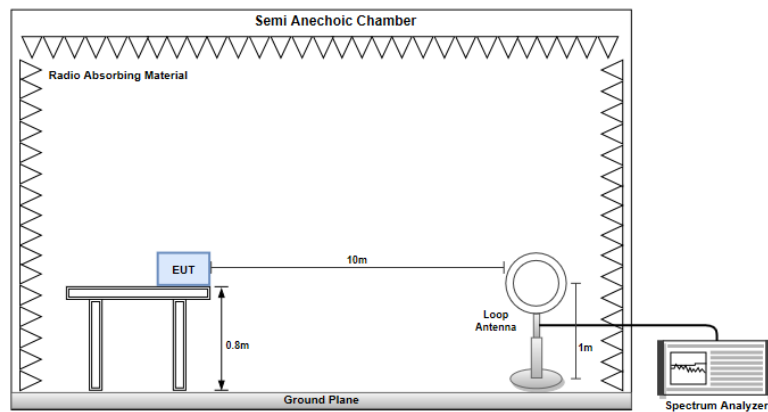 Semi Anechoic Chamber
Radio Absorbing Material
10m
EUT
Loop
Antenna
0.8m
1m
Ground Plane
Spectrum Analyzer